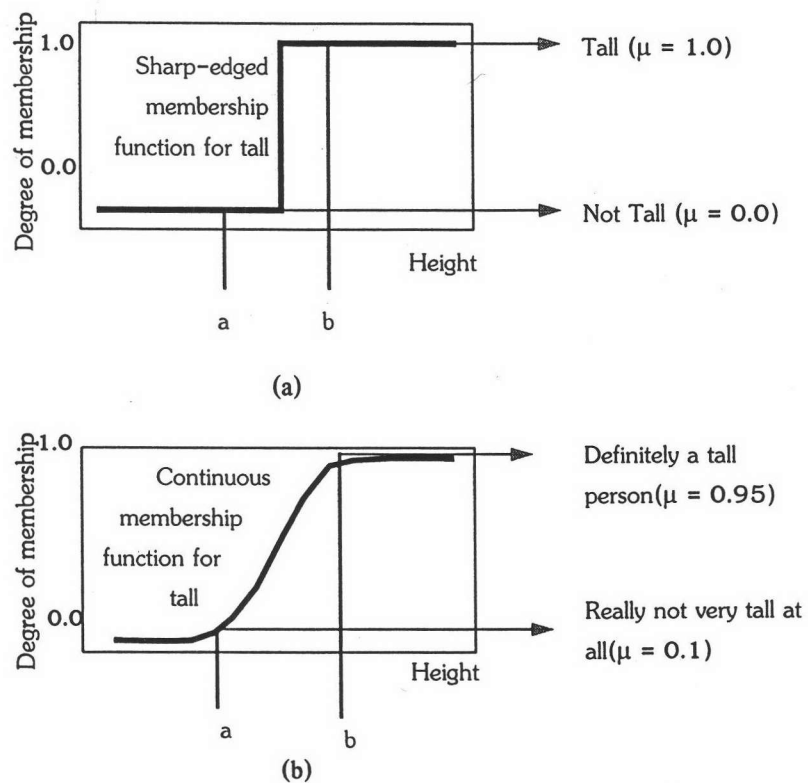 Degree of membership
1.0
0.0
Sharp-edged
membership
function for tall
Tall (μ = 1.0)
Not Tall (μ = 0.0)
Height
a
b
(a)
Degree of membership
1.0
0.0
Continuous
membership
function for
tall
Definitely a tall
person(μ = 0.95)
Really not very tall at
all(μ = 0.1)
Height
a
b
(b)